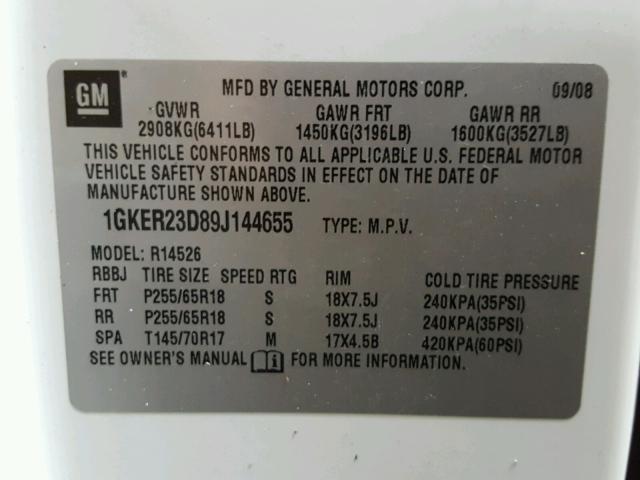 GM
MFD BY GENERAL MOTORS CORP. 09/08
GVWR GAWR FRT GAWR RR
2908KG(6411LB) 1450KG(3196LB) 1600KG(3527LB)
THIS VEHICLE CONFORMS TO ALL APPLICABLE U.S. FEDERAL MOTOR
VEHICLE SAFETY STANDARDS IN EFFECT ON THE DATE OF
MANUFACTURE SHOWN ABOVE.
1GKER23D89J144655 TYPE: M.P.V.
MODEL: R14526
RBBJ TIRE SIZE SPEED RTG RIM COLD TIRE PRESSURE
FRT P255/65R18 S 18X7.5J 240KPA(35PSI)
RR P255/65R18 S 18X7.5J 240KPA(35PSI)
SPA T145/70R17 M 17X4.5B 420KPA(60PSI)
SEE OWNER'S MANUAL i FOR MORE INFORMATION.